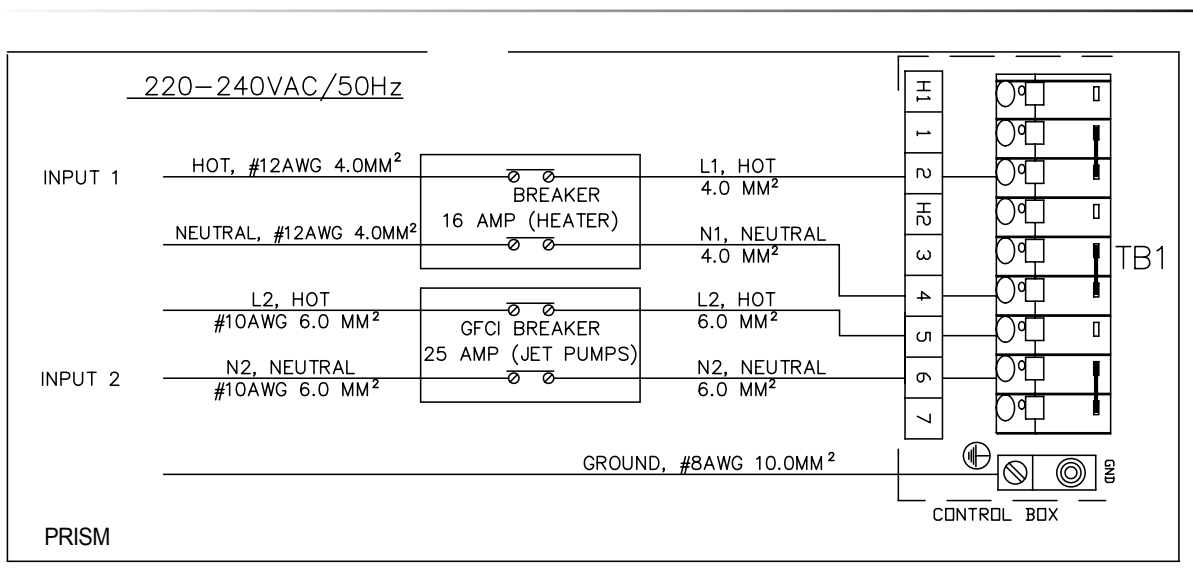 220-240VAC/50Hz
INPUT 1
HOT, #12AWG 4.0MM²
NEUTRAL, #12AWG 4.0MM²
BREAKER
16 AMP (HEATER)
L1, HOT
4.0 MM²
N1, NEUTRAL
4.0 MM²
L2, HOT
#10AWG 6.0 MM²
GFCI BREAKER
25 AMP (JET PUMPS)
L2, HOT
6.0 MM²
INPUT 2
N2, NEUTRAL
#10AWG 6.0 MM²
N2, NEUTRAL
6.0 MM²
GROUND, #8AWG 10.0MM²
H1
1
2
H2
3
4
5
6
7
TB1
GND
CONTROL BOX
PRISM